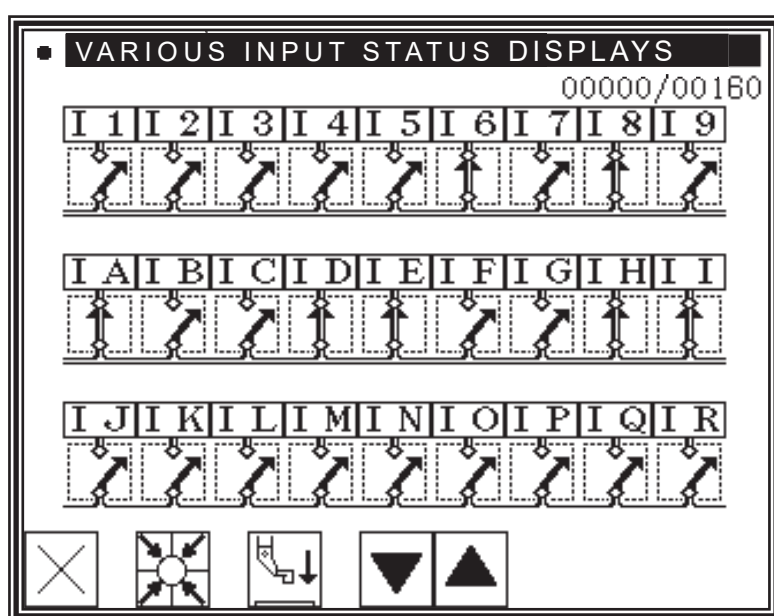 VARIOUS INPUT STATUS DISPLAYS
00000/00160
I 1 I 2 I 3 I 4 I 5 I 6 I 7 I 8 I 9
I A I B I C I D I E I F I G I H I I
I J I K I L I M I N I O I P I Q I R